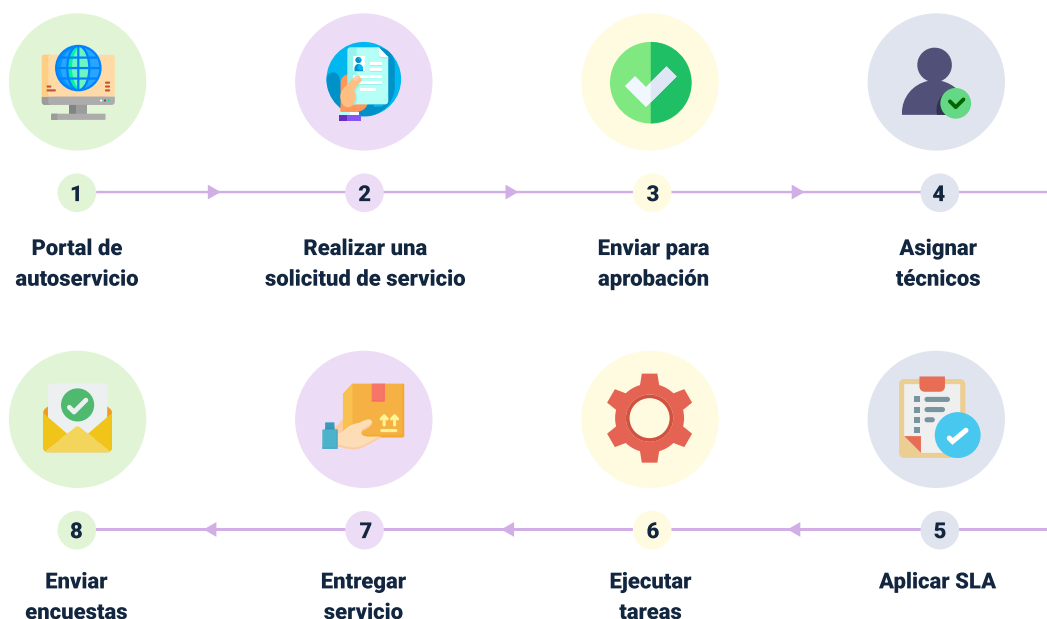 1
2
3
4
Portal de
autoservicio
Realizar una
solicitud de servicio
Enviar para
aprobación
Asignar
técnicos
8
7
6
5
Enviar
encuestas
Entregar
servicio
Ejecutar
tareas
Aplicar SLA